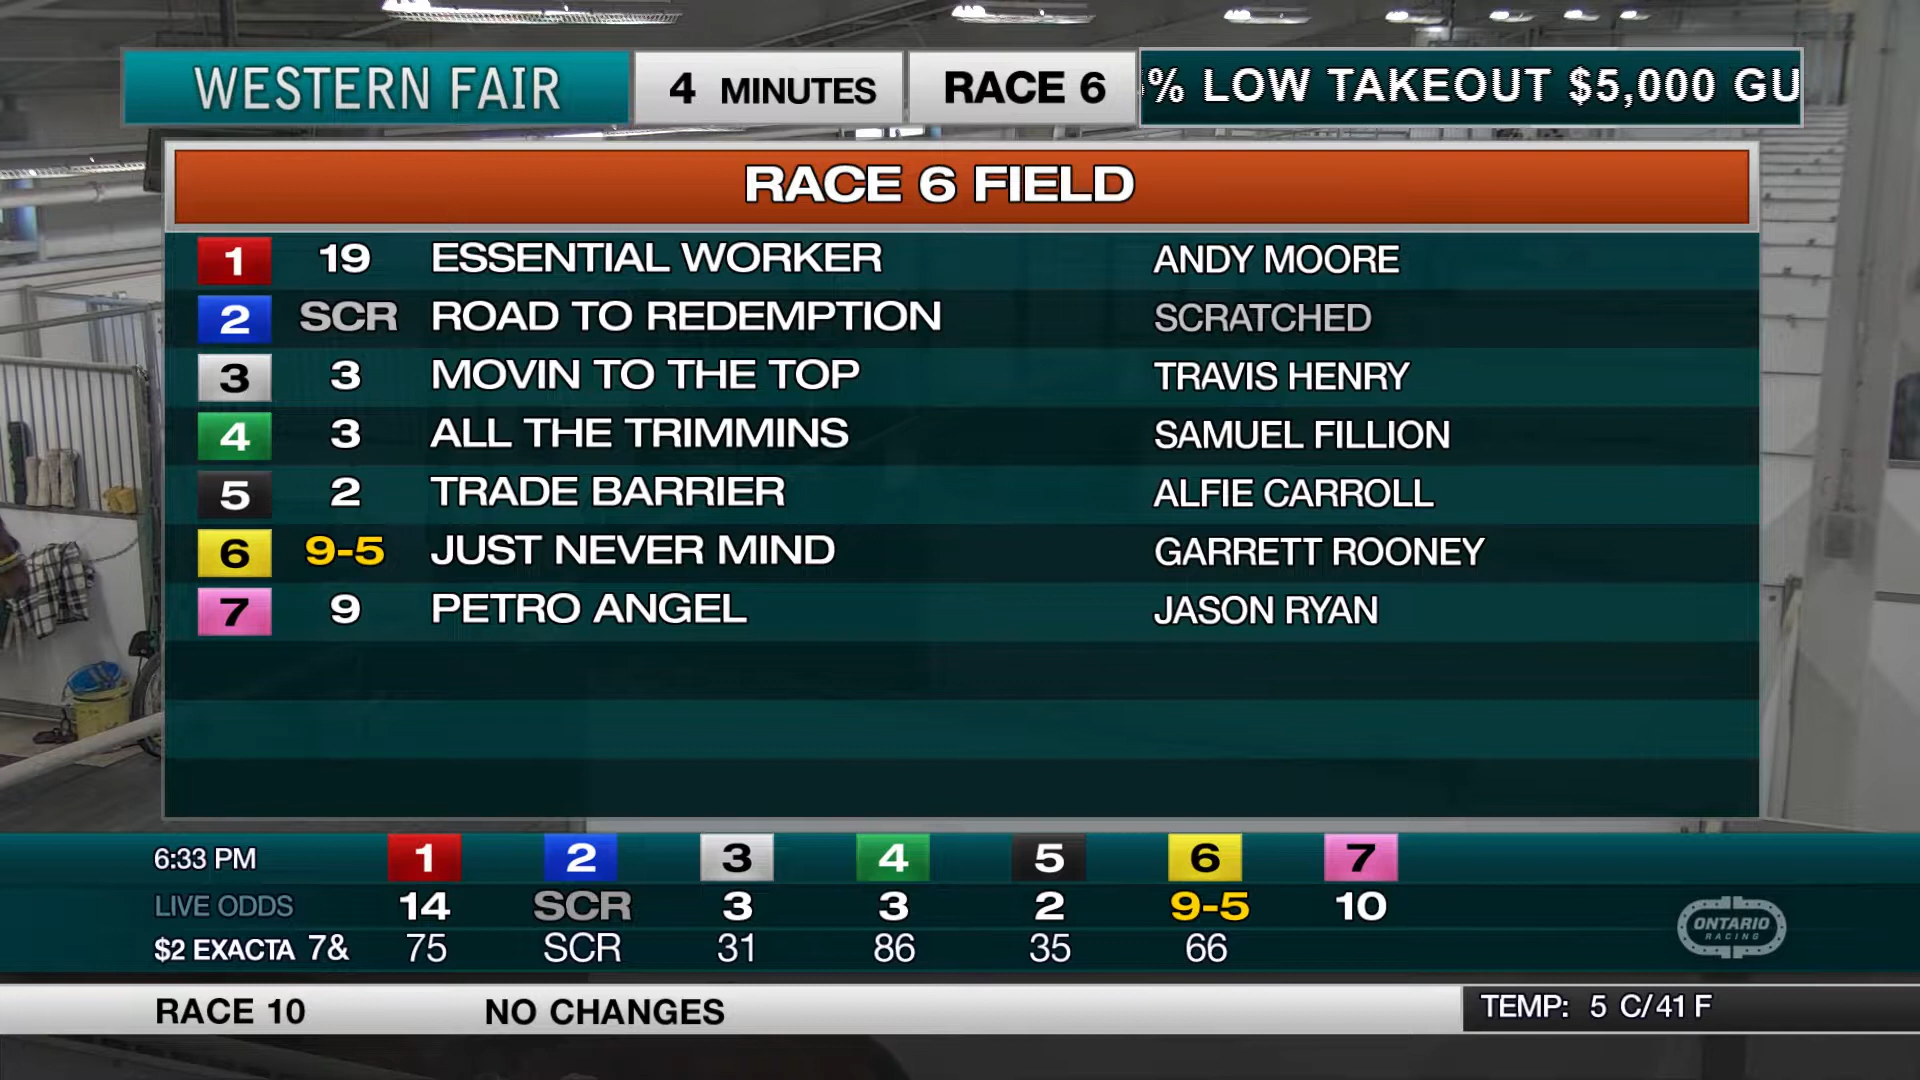 WESTERN FAIR 4 MINUTES RACE 6 % LOW TAKEOUT $5,000 GU
RACE 6 FIELD
1 19 ESSENTIAL WORKER ANDY MOORE
2 SCR ROAD TO REDEMPTION SCRATCHED
3 3 MOVIN TO THE TOP TRAVIS HENRY
4 3 ALL THE TRIMMINS SAMUEL FILLION
5 2 TRADE BARRIER ALFIE CARROLL
6 9-5 JUST NEVER MIND GARRETT ROONEY
7 9 PETRO ANGEL JASON RYAN
6:33 PM 1 2 3 4 5 6 7
LIVE ODDS 14 SCR 3 3 2 9-5 10
$2 EXACTA 7& 75 SCR 31 86 35 66
ONTARIO
RACING
RACE 10 NO CHANGES TEMP: 5 C/41 F